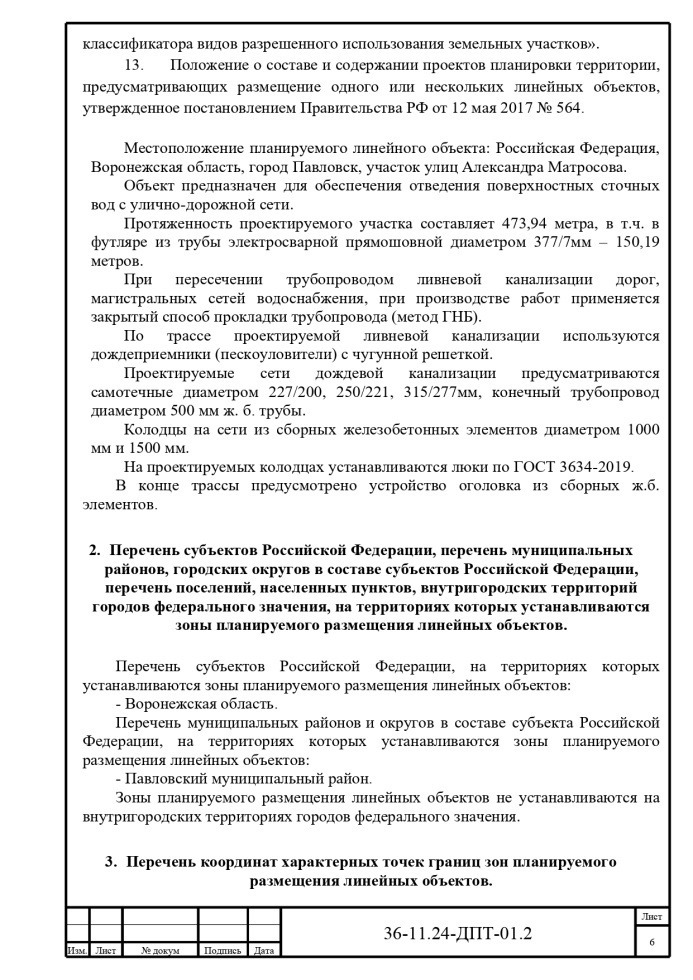 классификатора видов разрешенного использования земельных участков».
13. Положение о составе и содержании проектов планировки территории,
предусматривающих размещение одного или нескольких линейных объектов,
утвержденное постановлением Правительства РФ от 12 мая 2017 № 564.
Местоположение планируемого линейного объекта: Российская Федерация,
Воронежская область, город Павловск, участок улиц Александра Матросова.
Объект предназначен для обеспечения отведения поверхностных сточных
вод с улично-дорожной сети.
Протяженность проектируемого участка составляет 473,94 метра, в т.ч. в
футляре из трубы электросварной прямошовной диаметром 377/7мм – 150,19
метров.
При пересечении трубопроводом ливневой канализации дорог,
магистральных сетей водоснабжения, при производстве работ применяется
закрытый способ прокладки трубопровода (метод ГНБ).
По трассе проектируемой ливневой канализации используются
дождеприемники (пескоуловители) с чугунной решеткой.
Проектируемые сети дождевой канализации предусматриваются
самотечные диаметром 227/200, 250/221, 315/277мм, конечный трубопровод
диаметром 500 мм ж. б. трубы.
Колодцы на сети из сборных железобетонных элементов диаметром 1000
мм и 1500 мм.
На проектируемых колодцах устанавливаются люки по ГОСТ 3634-2019.
В конце трассы предусмотрено устройство оголовка из сборных ж.б.
элементов.
2. Перечень субъектов Российской Федерации, перечень муниципальных
районов, городских округов в составе субъектов Российской Федерации,
перечень поселений, населенных пунктов, внутригородских территорий
городов федерального значения, на территориях которых устанавливаются
зоны планируемого размещения линейных объектов.
Перечень субъектов Российской Федерации, на территориях которых
устанавливаются зоны планируемого размещения линейных объектов:
- Воронежская область.
Перечень муниципальных районов и округов в составе субъекта Российской
Федерации, на территориях которых устанавливаются зоны планируемого
размещения линейных объектов:
- Павловский муниципальный район.
Зоны планируемого размещения линейных объектов не устанавливаются на
внутригородских территориях городов федерального значения.
3. Перечень координат характерных точек границ зон планируемого
размещения линейных объектов.
36-11.24-ДПТ-01.2
Лист
6
Изм. Лист № докум Подпись Дата